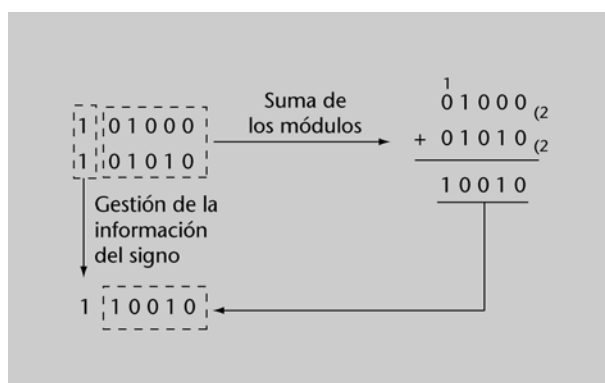 1 01000
1 01010
Suma de
los módulos
1
01000(2
+ 01010(2
10010
Gestión de la
información
del signo
1 10010